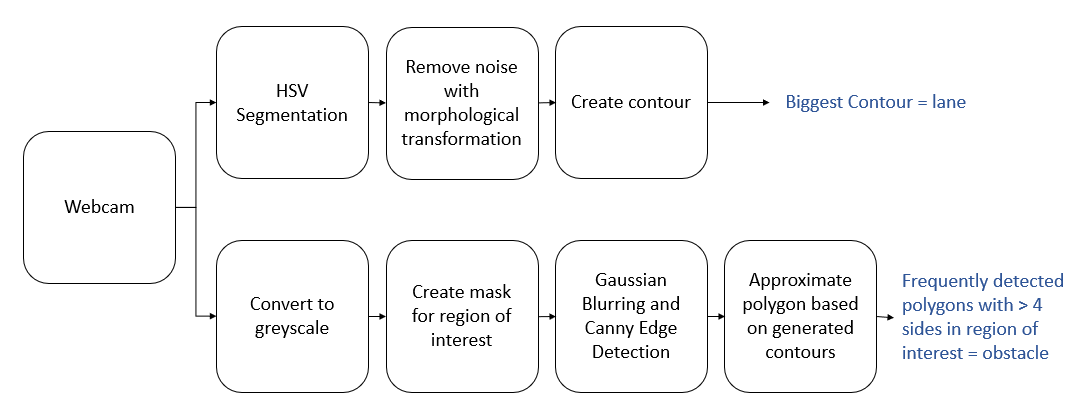 Webcam
HSV
Segmentation
Remove noise
with
morphological
transformation
Create contour
Biggest Contour = lane
Convert to
greyscale
Create mask
for region of
interest
Gaussian
Blurring and
Canny Edge
Detection
Approximate
polygon based
on generated
contours
Frequently detected
polygons with > 4
sides in region of
interest = obstacle